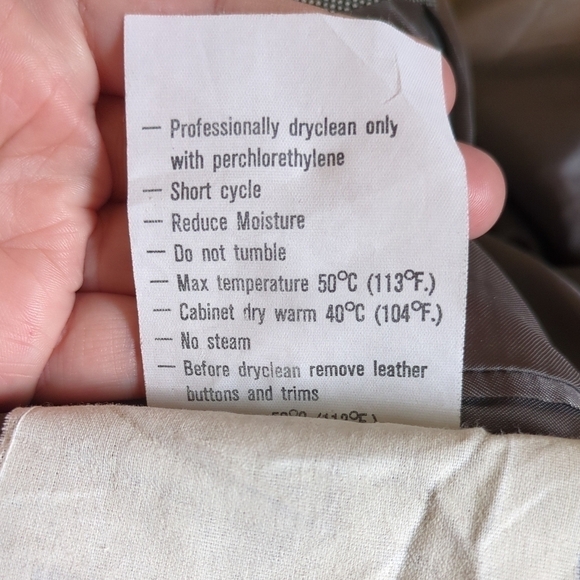 — Professionally dryclean only
with perchlorethylene
— Short cycle
— Reduce Moisture
— Do not tumble
— Max temperature 50°C (113°F.)
— Cabinet dry warm 40°C (104°F.)
— No steam
— Before dryclean remove leather
buttons and trims